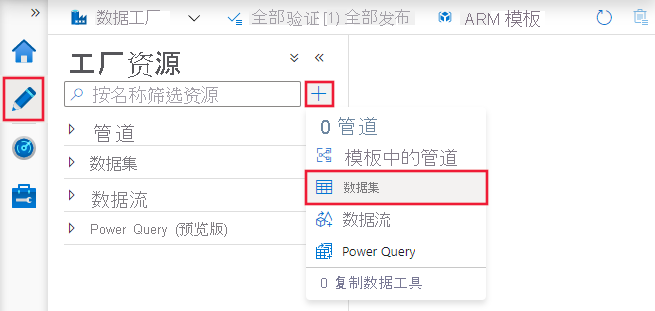 数据工厂
全部验证 [1] 全部发布
ARM 模板
工厂资源
按名称筛选资源
管道
数据集
数据流
Power Query (预览版)
0 管道
模板中的管道
数据集
数据流
Power Query
0 复制数据工具